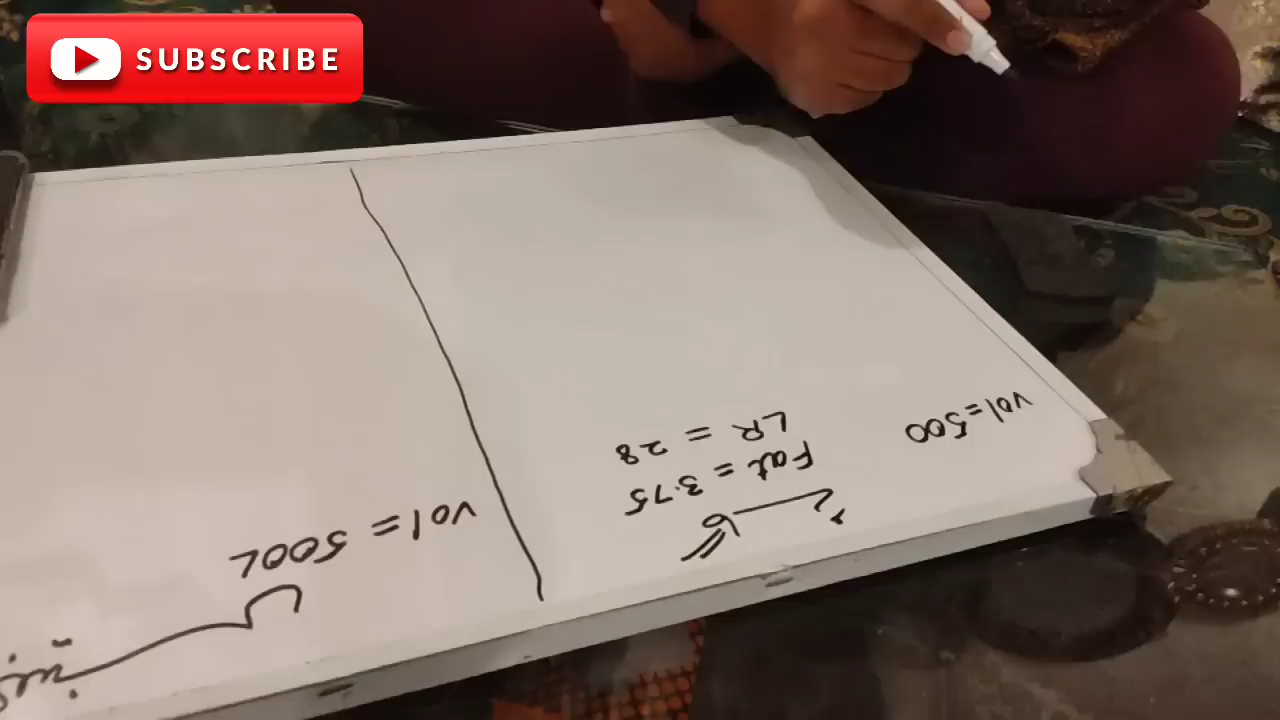 SUBSCRIBE
vol=500
Fat = 3.75
LR = 28
vol = 500L